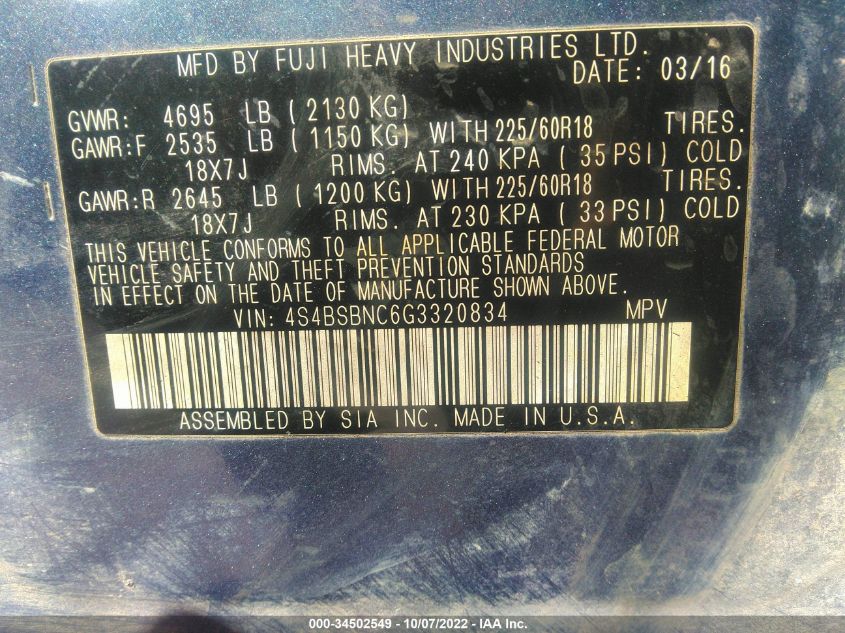 MFD BY FUJI HEAVY INDUSTRIES LTD.
DATE: 03/16
GVWR: 4695 LB (2130 KG)
GAWR:F 2535 LB (1150 KG) WITH 225/60R18 TIRES.
18X7J RIMS. AT 240 KPA (35 PSI) COLD
GAWR:R 2645 LB (1200 KG) WITH 225/60R18 TIRES.
18X7J RIMS. AT 230 KPA (33 PSI) COLD
THIS VEHICLE CONFORMS TO ALL APPLICABLE FEDERAL MOTOR
VEHICLE SAFETY AND THEFT PREVENTION STANDARDS
IN EFFECT ON THE DATE OF MANUFACTURE SHOWN ABOVE.
VIN: 4S4BSBNC6G3320834 MPV
ASSEMBLED BY SIA INC. MADE IN U.S.A.
000-34502549 - 10/07/2022 - IAA Inc.